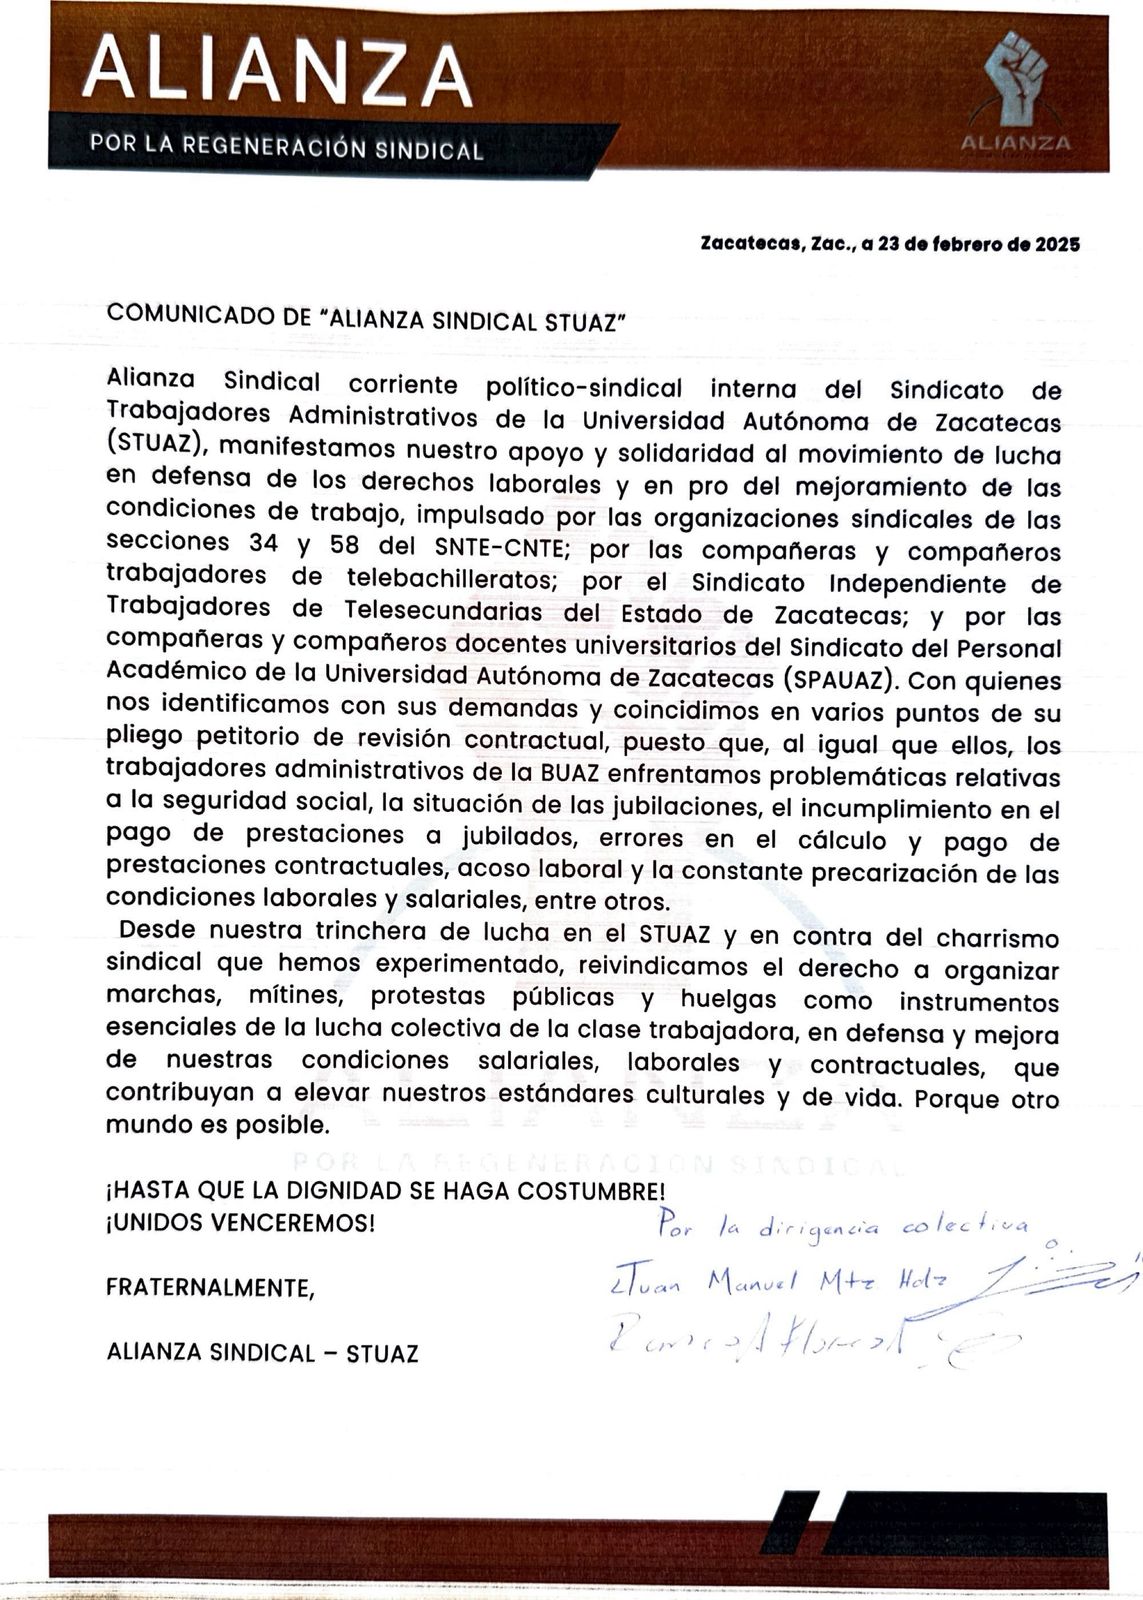 ALIANZA
POR LA REGENERACIÓN SINDICAL
ALIANZA
Zacatecas, Zac., a 23 de febrero de 2025
COMUNICADO DE “ALIANZA SINDICAL STUAZ”
Alianza Sindical corriente político-sindical interna del Sindicato de
Trabajadores Administrativos de la Universidad Autónoma de Zacatecas
(STUAZ), manifestamos nuestro apoyo y solidaridad al movimiento de lucha
en defensa de los derechos laborales y en pro del mejoramiento de las
condiciones de trabajo, impulsado por las organizaciones sindicales de las
secciones 34 y 58 del SNTE-CNTE; por las compañeras y compañeros
trabajadores de telebachilleratos; por el Sindicato Independiente de
Trabajadores de Telesecundarias del Estado de Zacatecas; y por las
compañeras y compañeros docentes universitarios del Sindicato del Personal
Académico de la Universidad Autónoma de Zacatecas (SPAUAZ). Con quienes
nos identificamos con sus demandas y coincidimos en varios puntos de su
pliego petitorio de revisión contractual, puesto que, al igual que ellos, los
trabajadores administrativos de la BUAZ enfrentamos problemáticas relativas
a la seguridad social, la situación de las jubilaciones, el incumplimiento en el
pago de prestaciones a jubilados, errores en el cálculo y pago de
prestaciones contractuales, acoso laboral y la constante precarización de las
condiciones laborales y salariales, entre otros.
Desde nuestra trinchera de lucha en el STUAZ y en contra del charrismo
sindical que hemos experimentado, reivindicamos el derecho a organizar
marchas, mítines, protestas públicas y huelgas como instrumentos
esenciales de la lucha colectiva de la clase trabajadora, en defensa y mejora
de nuestras condiciones salariales, laborales y contractuales, que
contribuyan a elevar nuestros estándares culturales y de vida. Porque otro
mundo es posible.
ALIANZA
POR LA REGENERACIÓN SINDICAL
¡HASTA QUE LA DIGNIDAD SE HAGA COSTUMBRE!
¡UNIDOS VENCEREMOS!
Por la dirigencia colectiva
Juan Manuel Mtz Hdz
FRATERNALMENTE,
ALIANZA SINDICAL – STUAZ